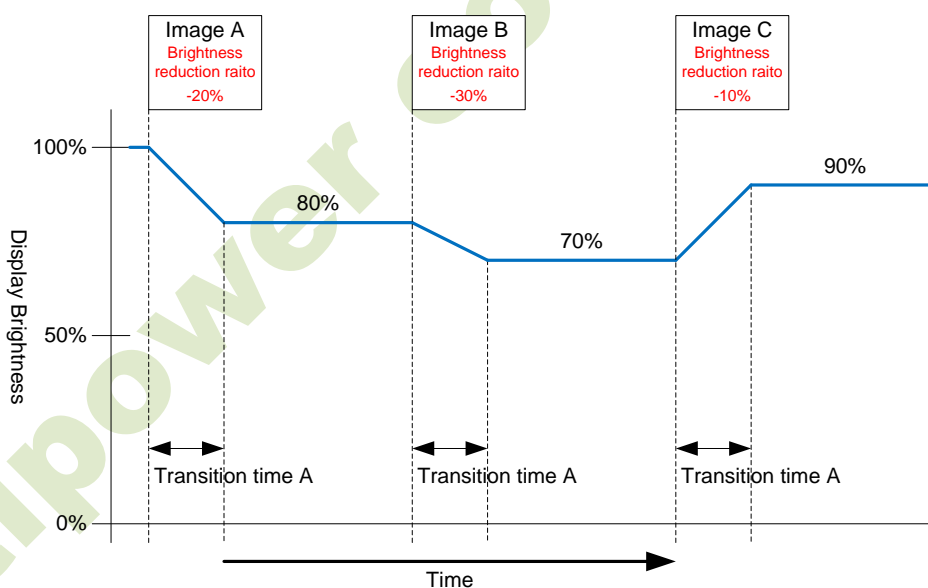 Image A
Brightness
reduction raito
-20%
Image B
Brightness
reduction raito
-30%
Image C
Brightness
reduction raito
-10%
100%
80%
70%
90%
Display Brightness
50%
Transition time A
Transition time A
Transition time A
0%
Time